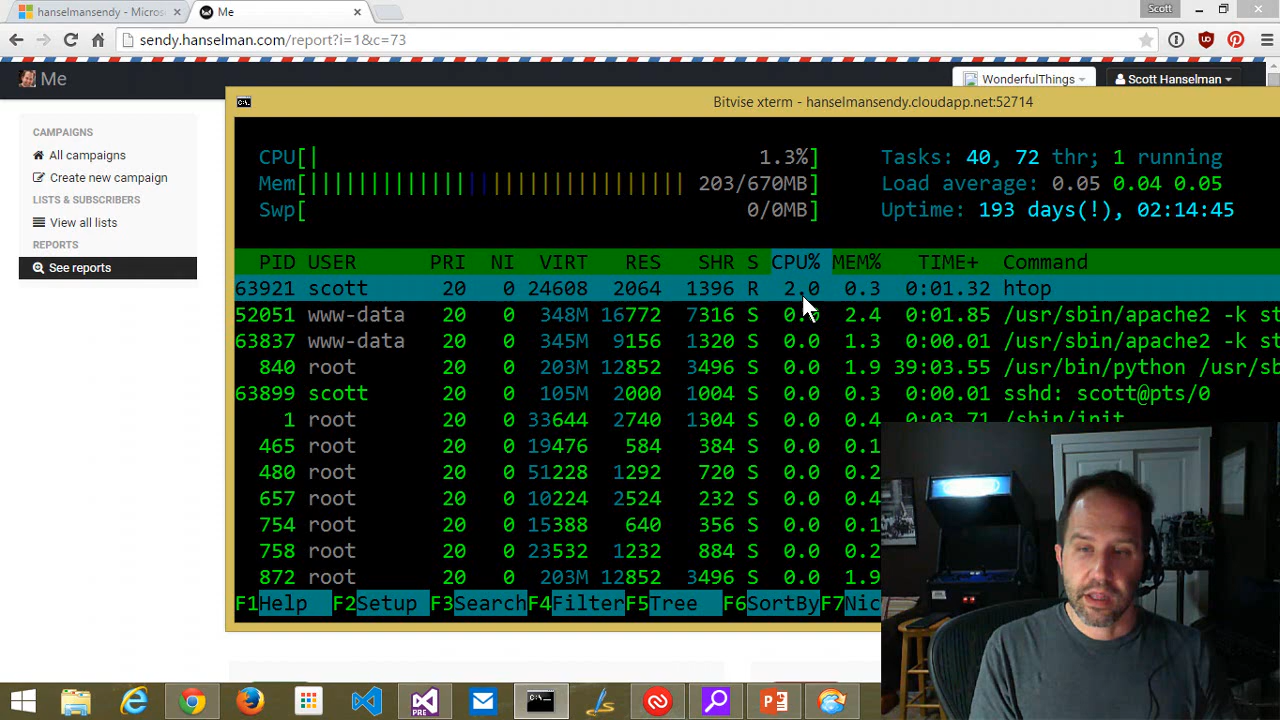 Scott
hanselmansendy - Micros
Me
sendy.hanselman.com/report?i=1&c=73
Me
WonderfulThings
Scott Hanselman
Bitvise xterm - hanselmansendy.cloudapp.net:52714
CAMPAIGNS
All campaigns
Create new campaign
LISTS & SUBSCRIBERS
View all lists
REPORTS
See reports
CPU[| 1.3%] Tasks: 40, 72 thr; 1 running
Mem[|||||||||||||||||||||||||||||| 203/670MB] Load average: 0.05 0.04 0.05
Swp[ 0/0MB] Uptime: 193 days(!), 02:14:45
PID USER PRI NI VIRT RES SHR S CPU% MEM% TIME+ Command
63921 scott 20 0 24608 2064 1396 R 2.0 0.3 0:01.32 htop
52051 www-data 20 0 348M 16772 7316 S 0.0 2.4 0:01.85 /usr/sbin/apache2 -k st
63837 www-data 20 0 345M 9156 1320 S 0.0 1.3 0:00.01 /usr/sbin/apache2 -k st
840 root 20 0 203M 12852 3496 S 0.0 1.9 39:03.55 /usr/bin/python /usr/sb
63899 scott 20 0 105M 2000 1004 S 0.0 0.3 0:00.01 sshd: scott@pts/0
1 root 20 0 33644 2740 1304 S 0.0 0.4 0:03.71 /sbin/init
465 root 20 0 19476 584 384 S 0.0 0.1
480 root 20 0 51228 1292 720 S 0.0 0.2
657 root 20 0 10224 2524 232 S 0.0 0.4
754 root 20 0 15388 640 356 S 0.0 0.1
758 root 20 0 23532 1232 884 S 0.0 0.2
872 root 20 0 203M 12852 3496 S 0.0 1.9
F1Help F2Setup F3SearchF4FilterF5Tree F6SortByF7Nic
PRE